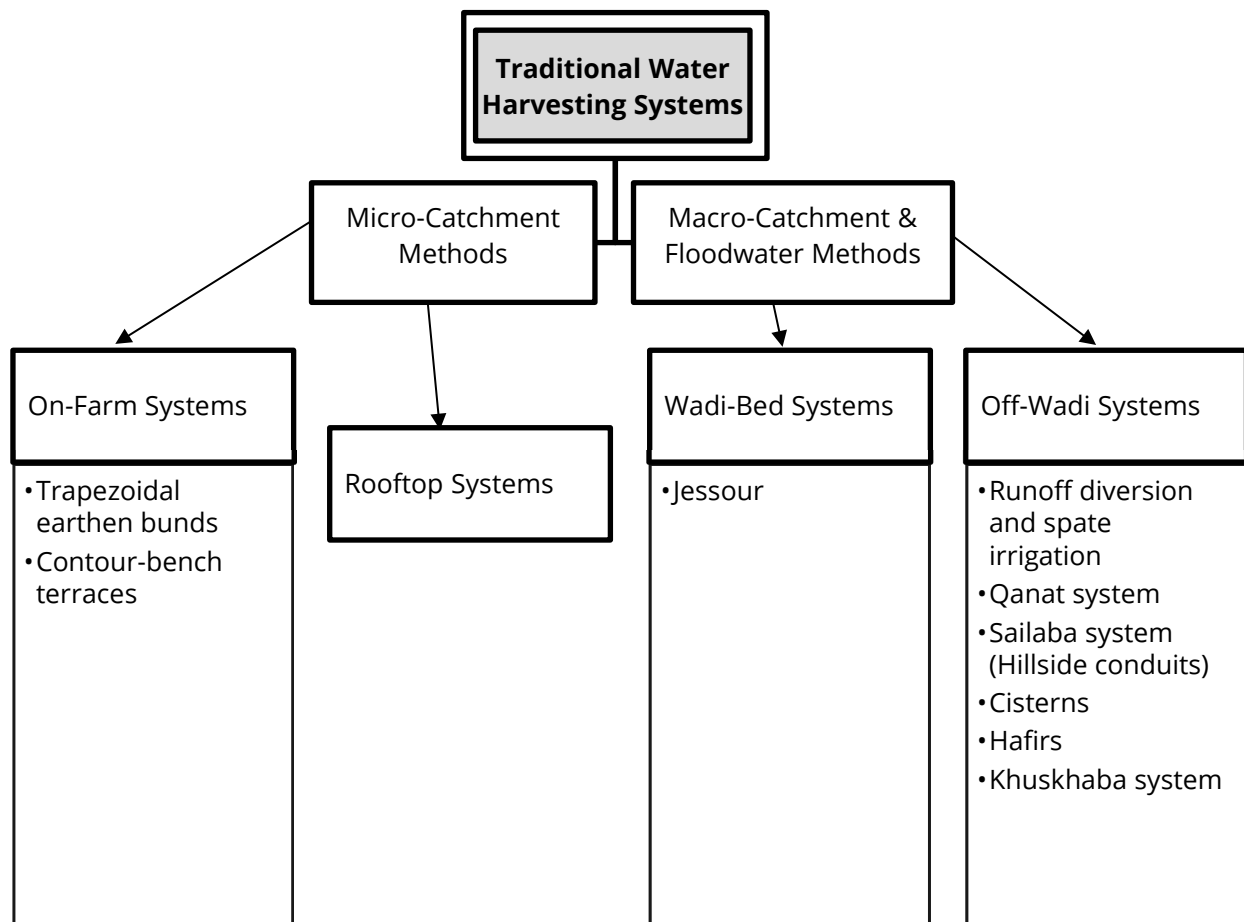 Traditional Water
Harvesting Systems
Micro-Catchment
Methods
Macro-Catchment &
Floodwater Methods
On-Farm Systems
•Trapezoidal
earthen bunds
•Contour-bench
terraces
Rooftop Systems
Wadi-Bed Systems
•Jessour
Off-Wadi Systems
•Runoff diversion
and spate
irrigation
•Qanat system
•Sailaba system
(Hillside conduits)
•Cisterns
•Hafirs
•Khuskhaba system